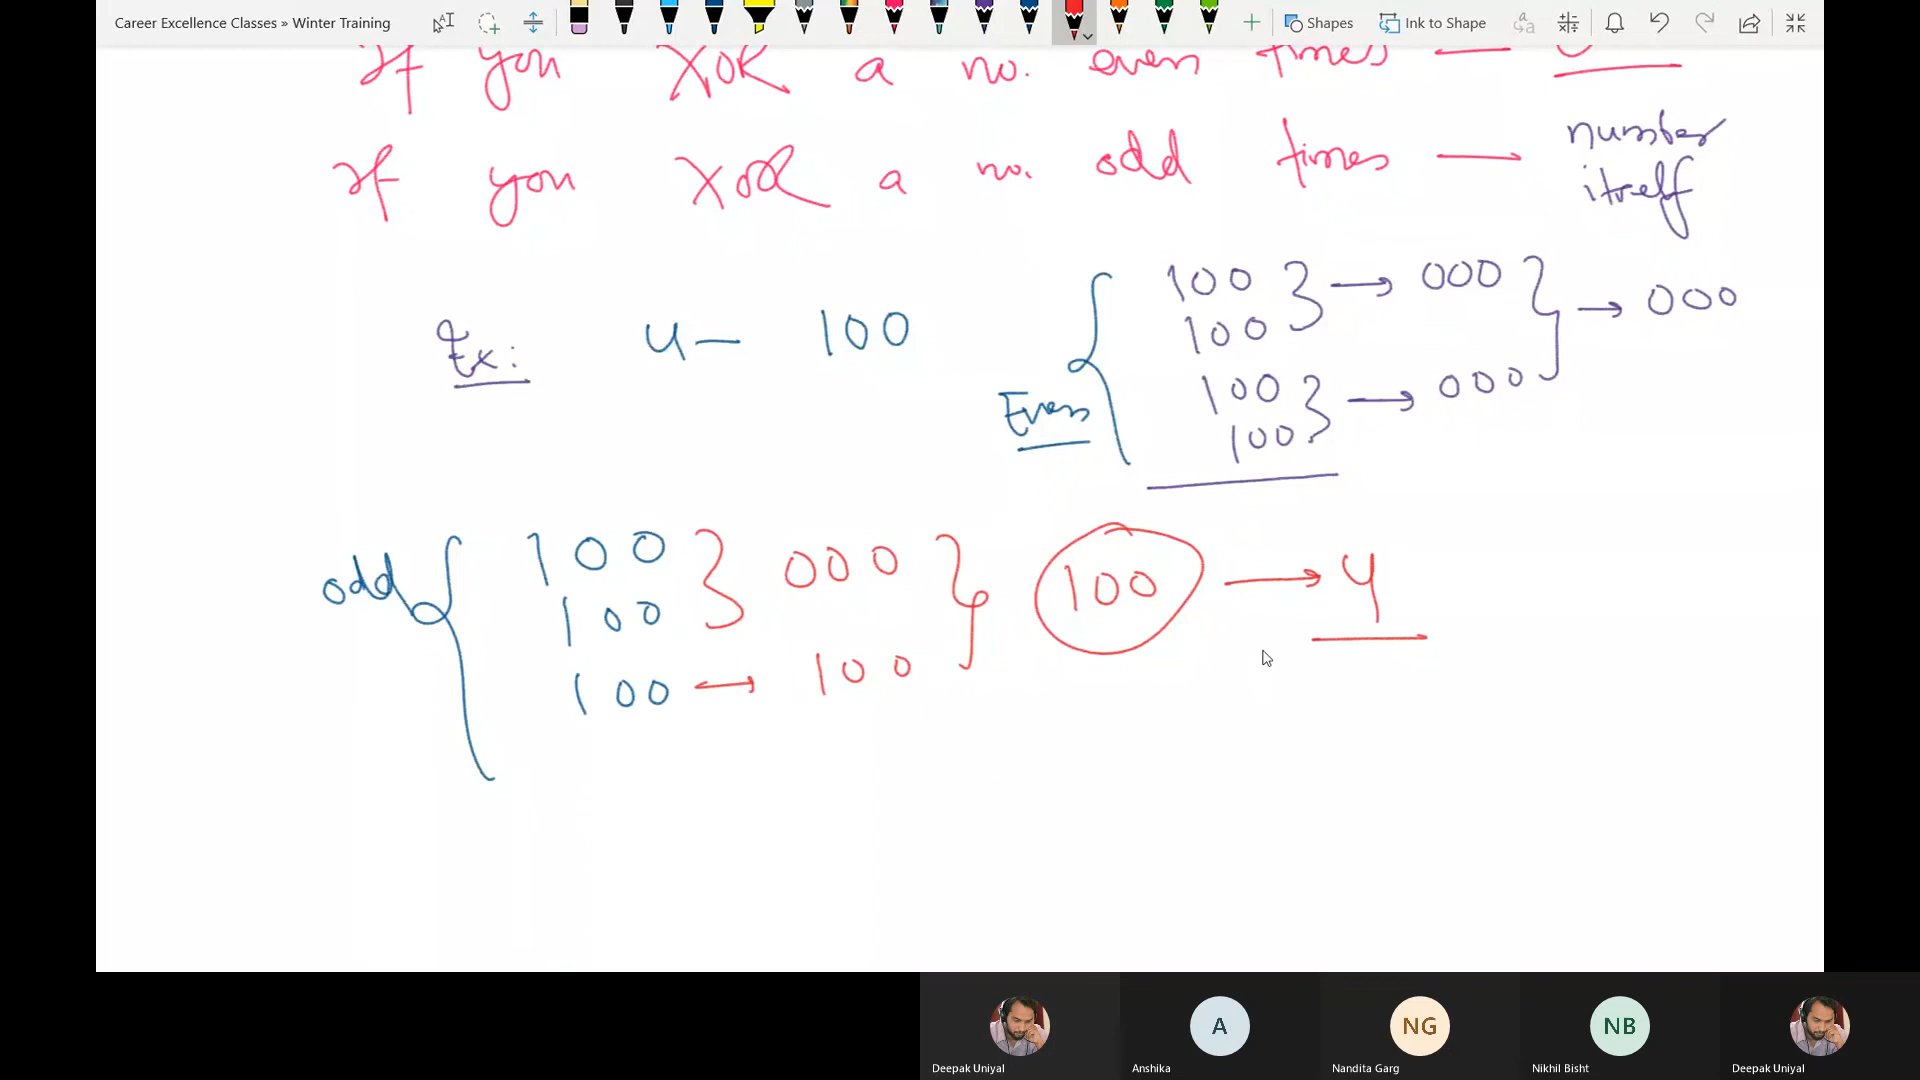 Career Excellence Classes » Winter Training
Shapes
Ink to Shape
If you XOR a no. even times —
If you XOR a no. odd times — number itself
Ex: 4 — 100
Even { 100
100 } → 000
100
100 } → 000 } → 000
odd { 100
100 } 000
100 ↔ 100 } 100 → 4
A
NG
NB
Deepak Uniyal
Anshika
Nandita Garg
Nikhil Bisht
Deepak Uniyal